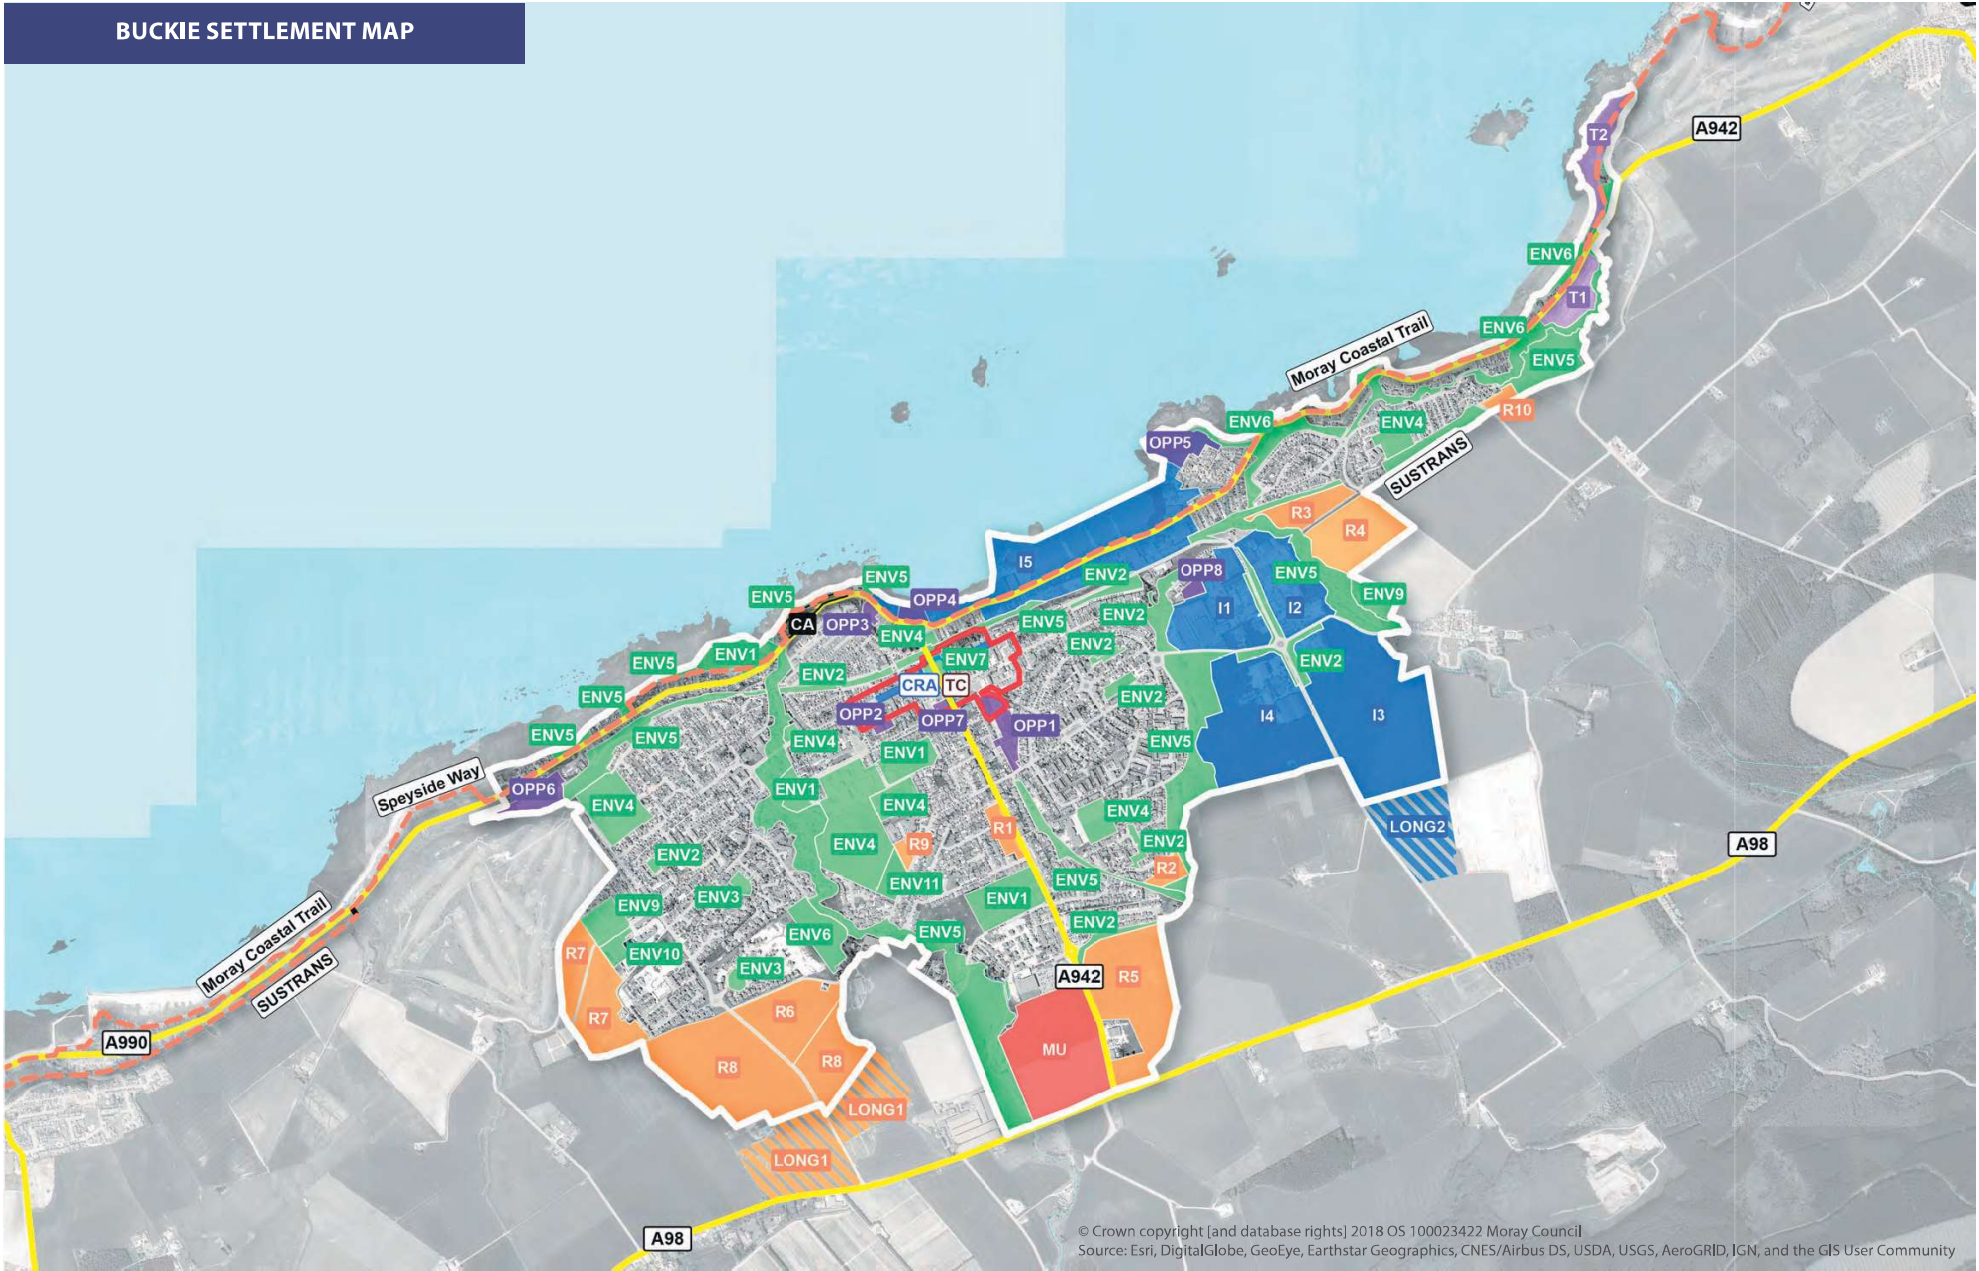 BUCKIE SETTLEMENT MAP
T2
A942
ENV6
T1
ENV6
Moray Coastal Trail
ENV5
R10
ENV6
ENV4
OPP5
SUSTRANS
R3
R4
I5
ENV2
OPP8
ENV5
ENV5
ENV9
ENV5
OPP4
I1
I2
CA
OPP3
ENV4
ENV5
ENV2
ENV2
ENV5
ENV1
ENV7
ENV2
ENV2
CRA
TC
ENV2
ENV5
OPP2
OPP7
OPP1
I4
I3
ENV5
ENV5
ENV4
ENV1
ENV5
Speyside Way
OPP6
ENV4
ENV1
ENV4
ENV4
R1
LONG2
ENV4
R9
ENV2
A98
ENV2
R2
ENV11
ENV5
ENV3
ENV1
ENV9
ENV2
Moray Coastal Trail
ENV6
ENV5
R7
ENV10
ENV3
A942
R5
SUSTRANS
R7
R6
A990
MU
R8
R8
LONG1
LONG1
A98
© Crown copyright [and database rights] 2018 OS 100023422 Moray Council
Source: Esri, DigitalGlobe, GeoEye, Earthstar Geographics, CNES/Airbus DS, USDA, USGS, AeroGRID, IGN, and the GIS User Community